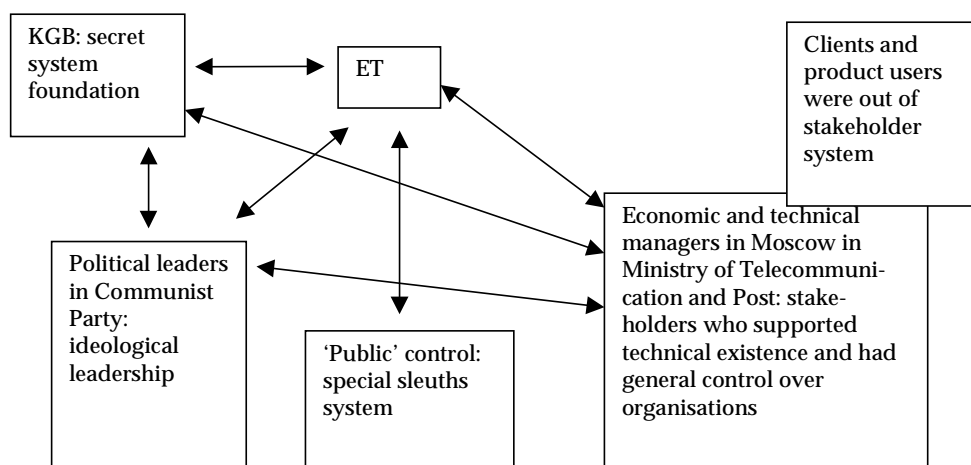 KGB: secret
system
foundation
ET
Clients and
product users
were out of
stakeholder
system
Political leaders
in Communist
Party:
ideological
leadership
‘Public’ control:
special sleuths
system
Economic and technical
managers in Moscow in
Ministry of Telecommuni-
cation and Post: stake-
holders who supported
technical existence and had
general control over
organisations